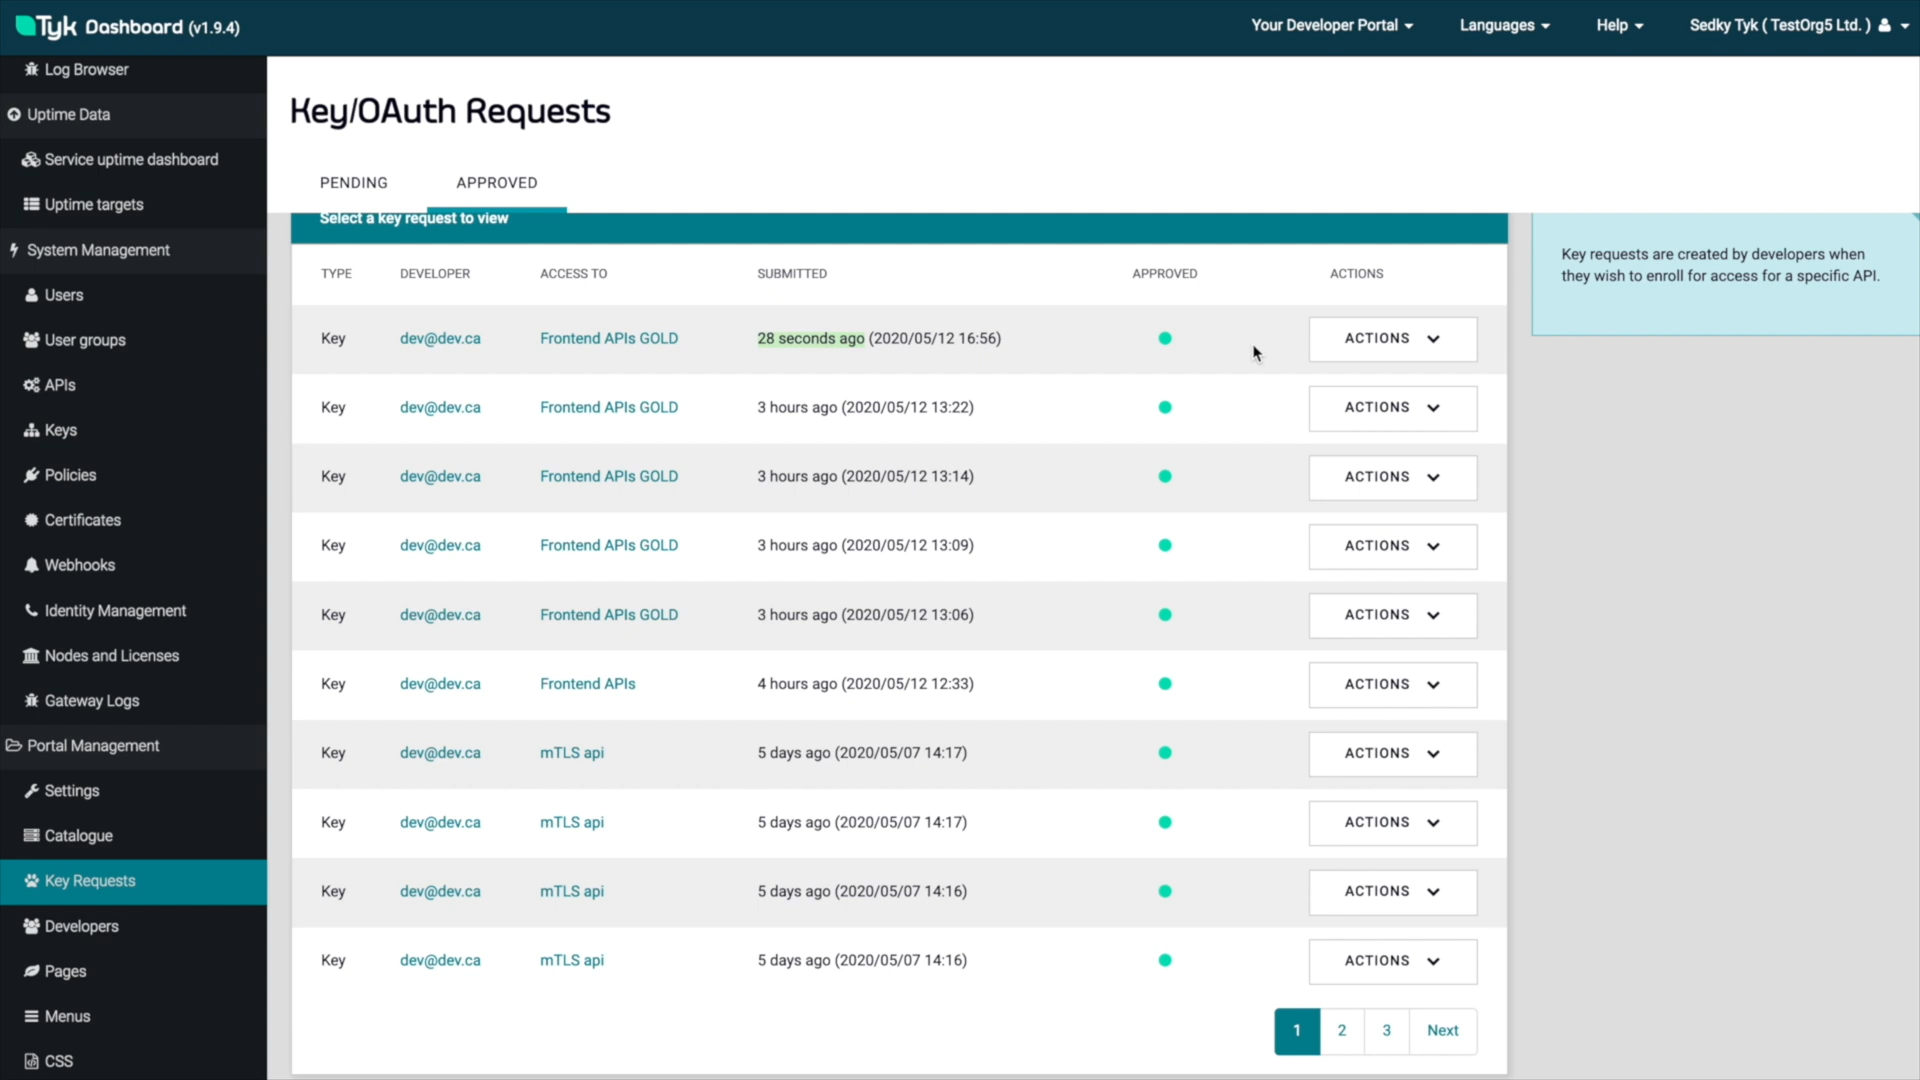 Tyk Dashboard (v1.9.4)
Your Developer Portal
Languages
Help
Sedky Tyk ( TestOrg5 Ltd. )
Log Browser
Uptime Data
Service uptime dashboard
Uptime targets
System Management
Users
User groups
APIs
Keys
Policies
Certificates
Webhooks
Identity Management
Nodes and Licenses
Gateway Logs
Portal Management
Settings
Catalogue
Key Requests
Developers
Pages
Menus
CSS
Key/OAuth Requests
PENDING APPROVED
Select a key request to view
TYPE DEVELOPER ACCESS TO SUBMITTED APPROVED ACTIONS
Key dev@dev.ca Frontend APIs GOLD 28 seconds ago (2020/05/12 16:56) ACTIONS
Key dev@dev.ca Frontend APIs GOLD 3 hours ago (2020/05/12 13:22) ACTIONS
Key dev@dev.ca Frontend APIs GOLD 3 hours ago (2020/05/12 13:14) ACTIONS
Key dev@dev.ca Frontend APIs GOLD 3 hours ago (2020/05/12 13:09) ACTIONS
Key dev@dev.ca Frontend APIs GOLD 3 hours ago (2020/05/12 13:06) ACTIONS
Key dev@dev.ca Frontend APIs 4 hours ago (2020/05/12 12:33) ACTIONS
Key dev@dev.ca mTLS api 5 days ago (2020/05/07 14:17) ACTIONS
Key dev@dev.ca mTLS api 5 days ago (2020/05/07 14:17) ACTIONS
Key dev@dev.ca mTLS api 5 days ago (2020/05/07 14:16) ACTIONS
Key dev@dev.ca mTLS api 5 days ago (2020/05/07 14:16) ACTIONS
1 2 3 Next
Key requests are created by developers when
they wish to enroll for access for a specific API.